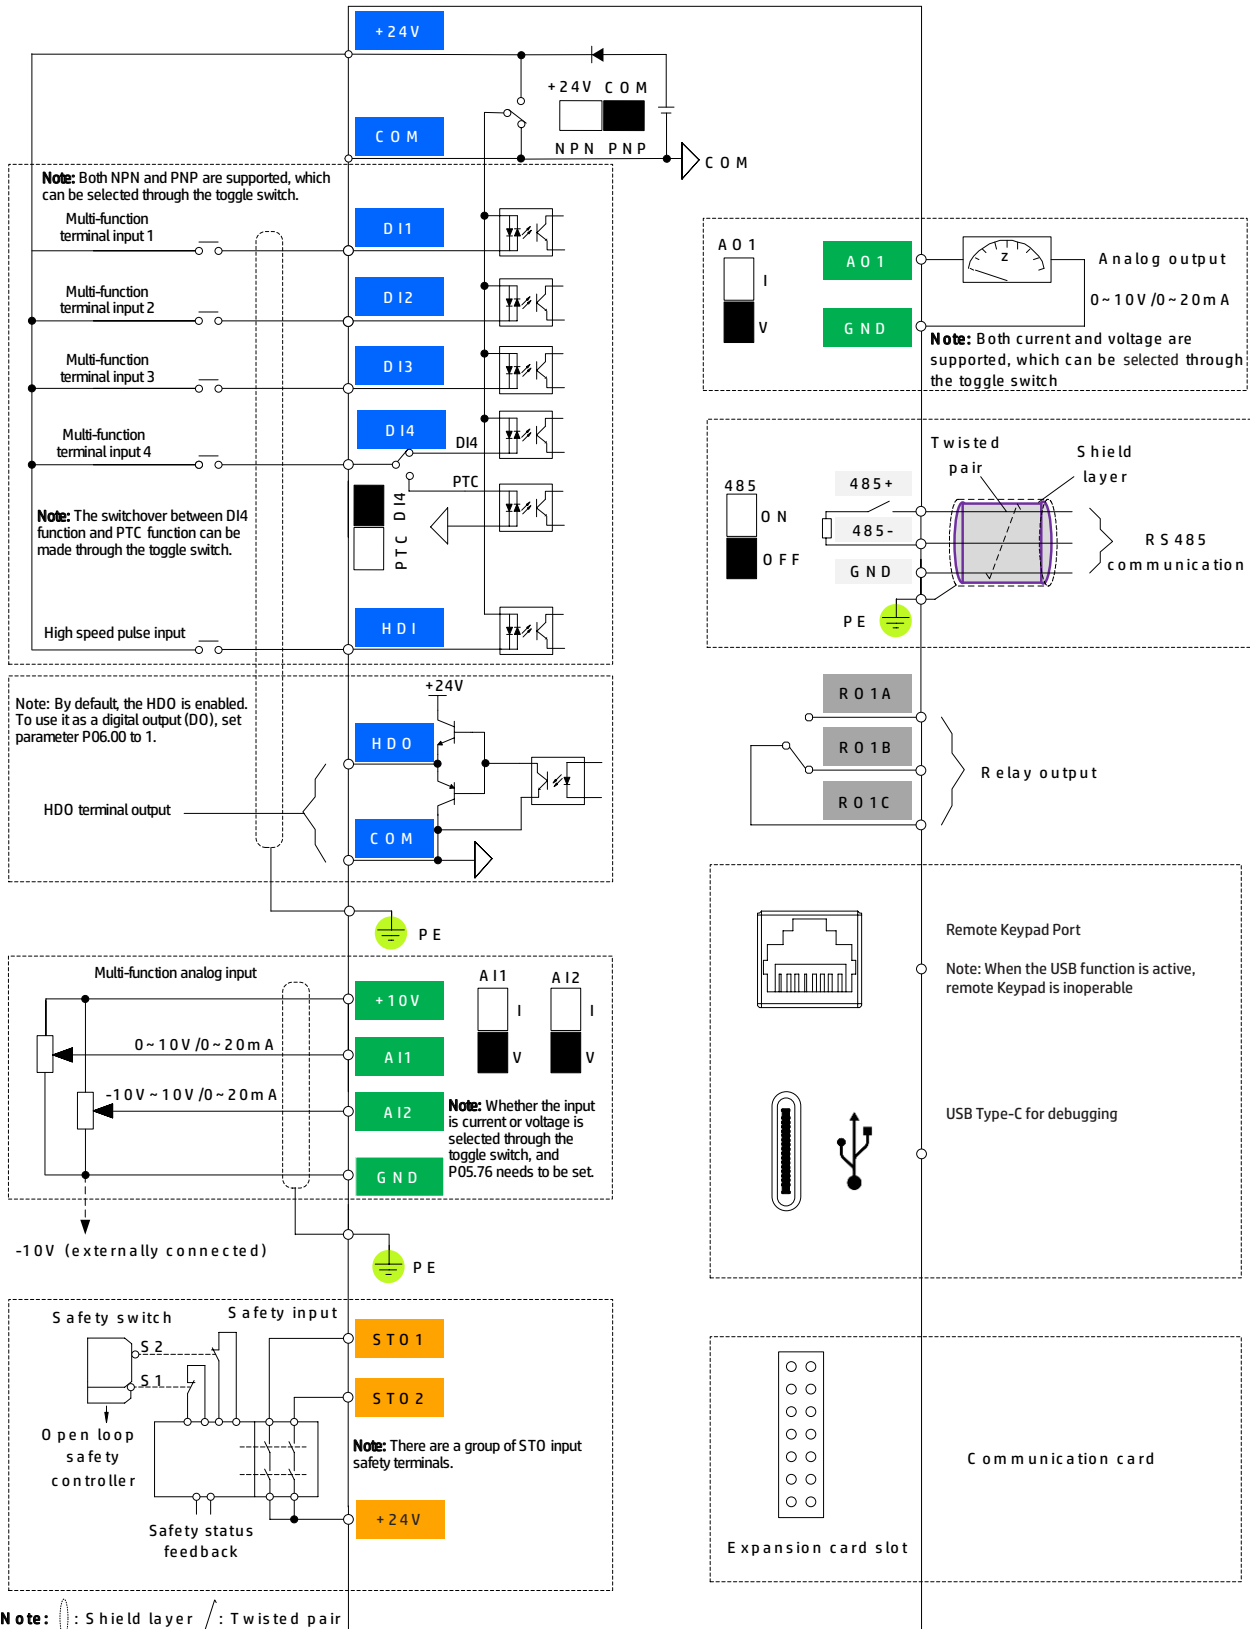 +24V
+24V COM
NPN PNP
COM
COM
Note: Both NPN and PNP are supported, which
can be selected through the toggle switch.
Multi-function
terminal input 1
DI1
Multi-function
terminal input 2
DI2
Multi-function
terminal input 3
DI3
Multi-function
terminal input 4
DI4
DI4
PTC
PTC DI4
Note: The switchover between DI4
function and PTC function can be
made through the toggle switch.
High speed pulse input
HDI
Note: By default, the HDO is enabled.
To use it as a digital output (DO), set
parameter P06.00 to 1.
+24V
HDO
HDO terminal output
COM
PE
Multi-function analog input
+10V
AI1
I
V
AI2
I
V
0~10V/0~20mA
AI1
-10V~10V/0~20mA
AI2
Note: Whether the input
is current or voltage is
selected through the
toggle switch, and
P05.76 needs to be set.
GND
-10V (externally connected)
PE
Safety switch
Safety input
S2
S1
STO1
STO2
Open loop
safety
controller
Note: There are a group of STO input
safety terminals.
+24V
Safety status
feedback
Note: : Shield layer : Twisted pair
AO1
I
V
AO1
Z
Analog output
0~10V/0~20mA
GND
Note: Both current and voltage are
supported, which can be selected through
the toggle switch
Twisted
pair
Shield
layer
485
ON
OFF
485+
485-
GND
RS485
communication
PE
RO1A
RO1B
RO1C
Relay output
Remote Keypad Port
Note: When the USB function is active,
remote Keypad is inoperable
USB Type-C for debugging
Communication card
Expansion card slot